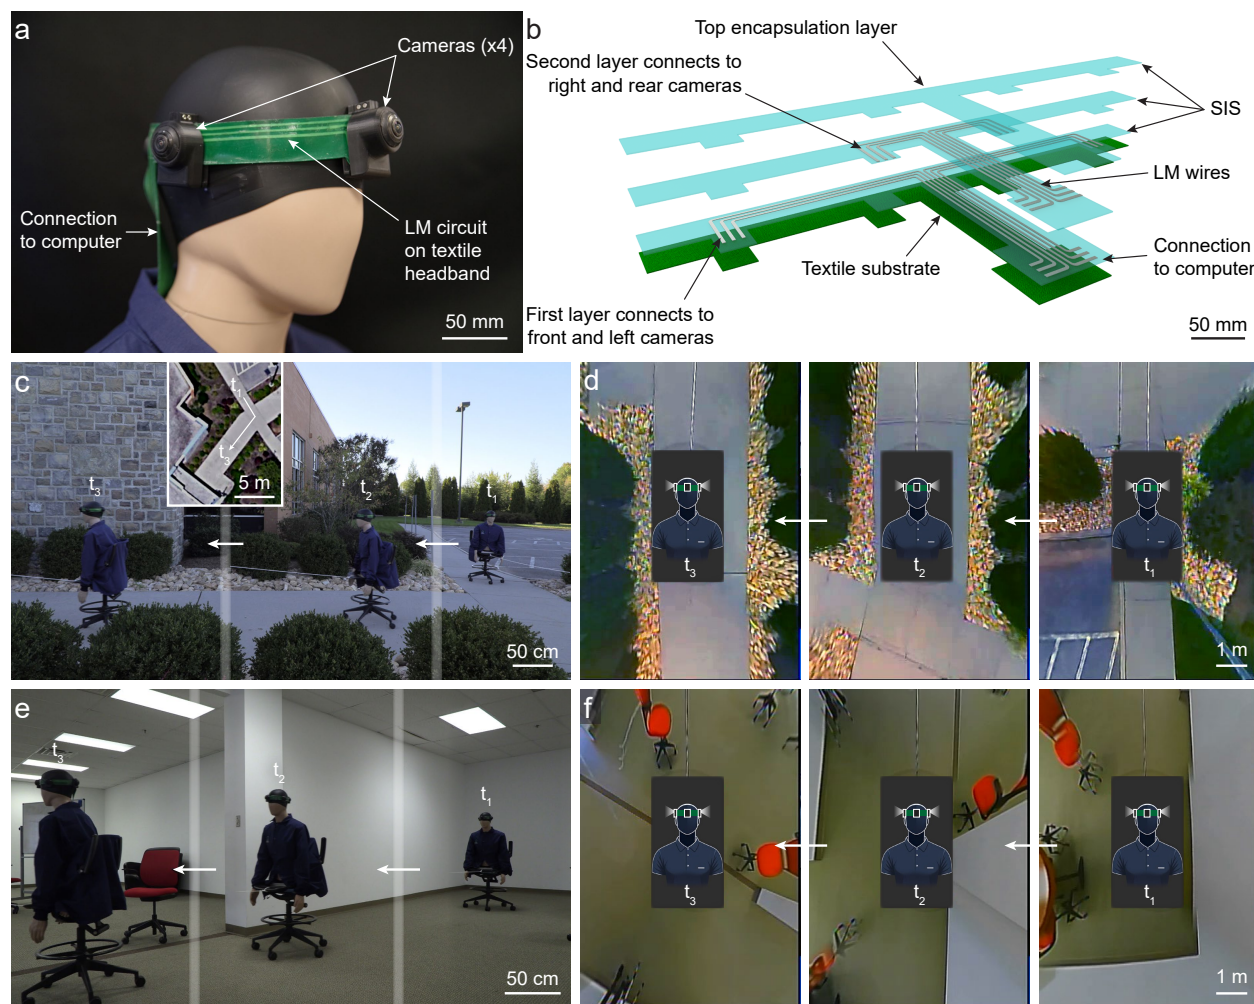 a
Cameras (x4)
Connection
to computer
LM circuit
on textile
headband
50 mm
b
Top encapsulation layer
Second layer connects to
right and rear cameras
SIS
LM wires
Textile substrate
Connection
to computer
First layer connects to
front and left cameras
50 mm
c
t1
t3
5 m
t3
t2
t1
50 cm
d
t3
t2
t1
1 m
e
t3
t2
t1
50 cm
f
t3
t2
t1
1 m